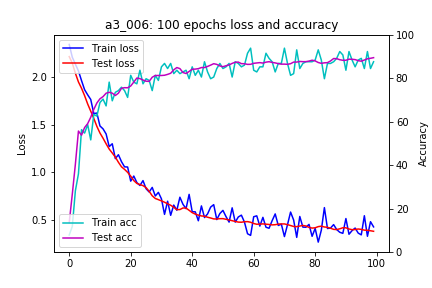 a3_006: 100 epochs loss and accuracy
Train loss
Test loss
Train acc
Test acc
Loss
2.0
1.5
1.0
0.5
Accuracy
100
80
60
40
20
0
0 20 40 60 80 100